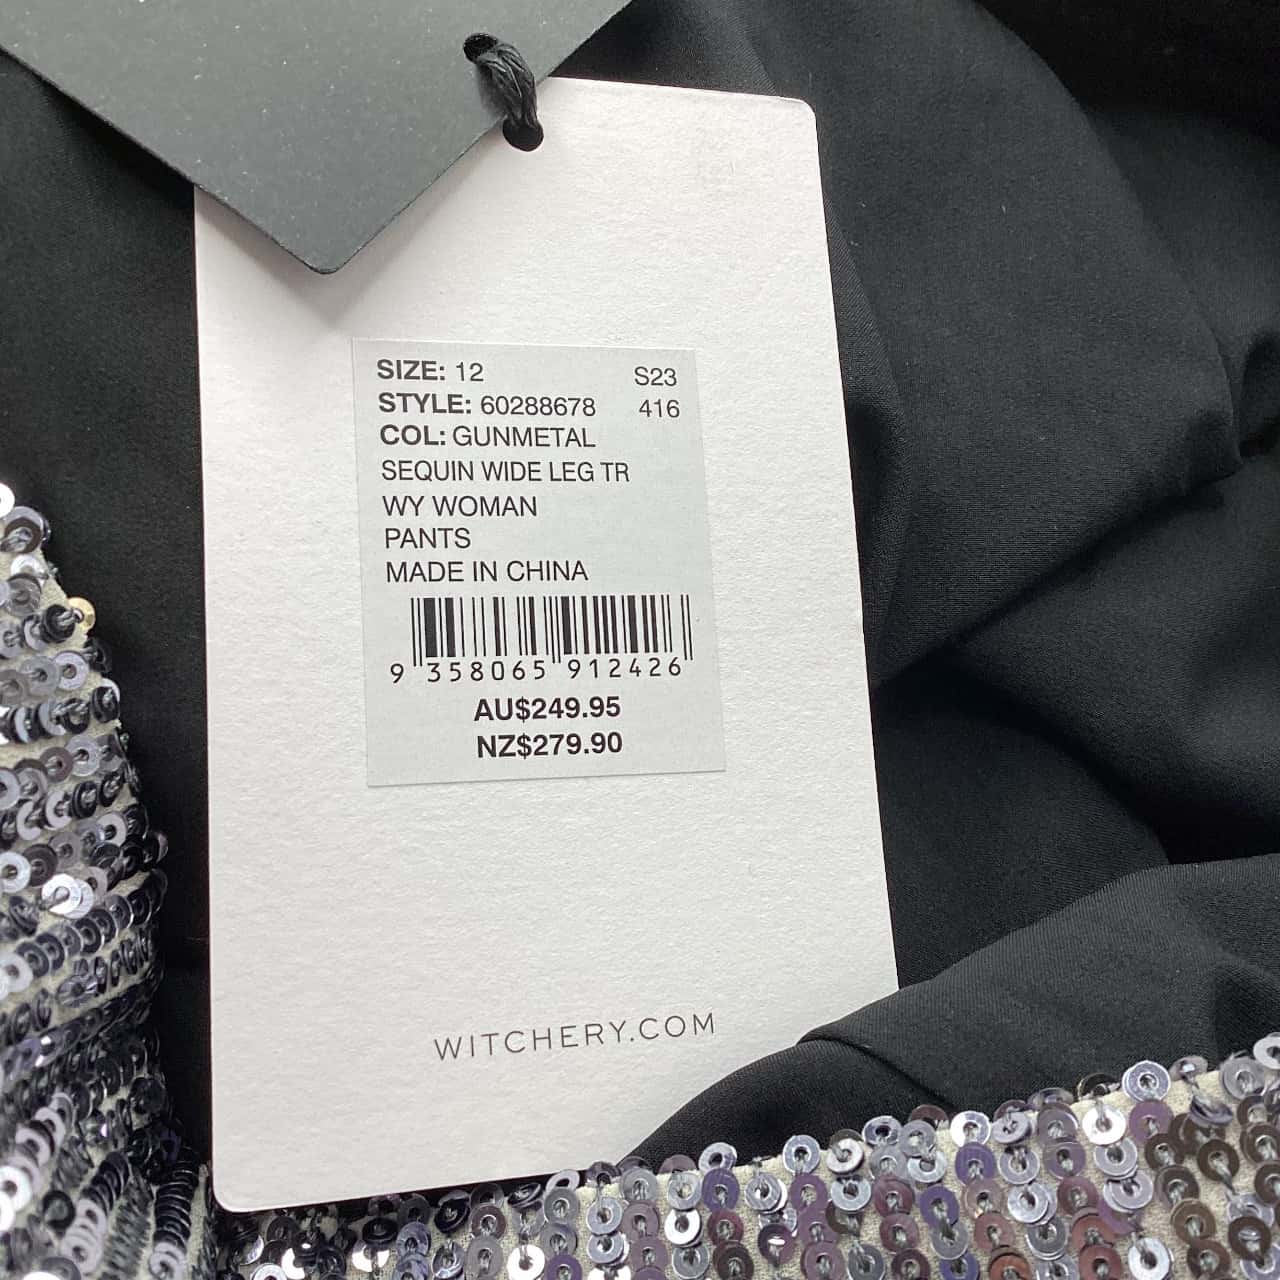 SIZE: 12 S23
STYLE: 60288678 416
COL: GUNMETAL
SEQUIN WIDE LEG TR
WY WOMAN
PANTS
MADE IN CHINA
9 358065 912426
AU$249.95
NZ$279.90
WITCHERY.COM